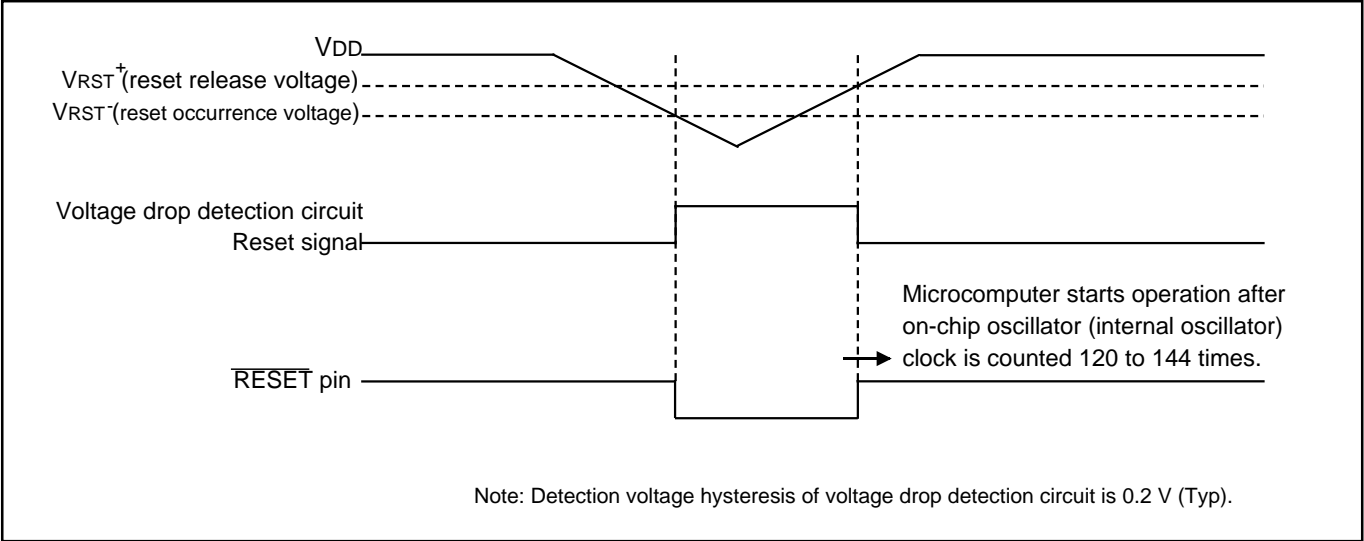 VDD
VRST+(reset release voltage)
VRST-(reset occurrence voltage)
Voltage drop detection circuit
Reset signal
Microcomputer starts operation after
on-chip oscillator (internal oscillator)
clock is counted 120 to 144 times.
RESET pin
Note: Detection voltage hysteresis of voltage drop detection circuit is 0.2 V (Typ).